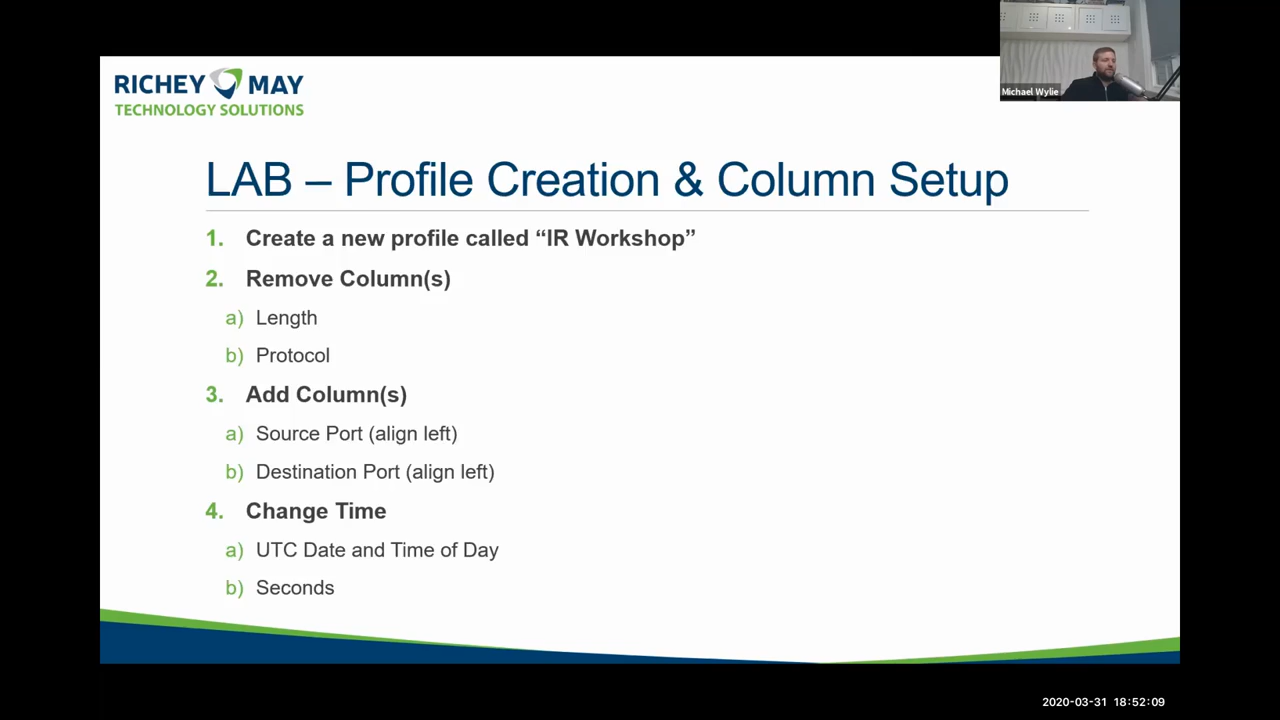 RICHEY MAY
TECHNOLOGY SOLUTIONS
Michael Wylie
LAB – Profile Creation & Column Setup
1. Create a new profile called “IR Workshop”
2. Remove Column(s)
a) Length
b) Protocol
3. Add Column(s)
a) Source Port (align left)
b) Destination Port (align left)
4. Change Time
a) UTC Date and Time of Day
b) Seconds
2020-03-31 18:52:09